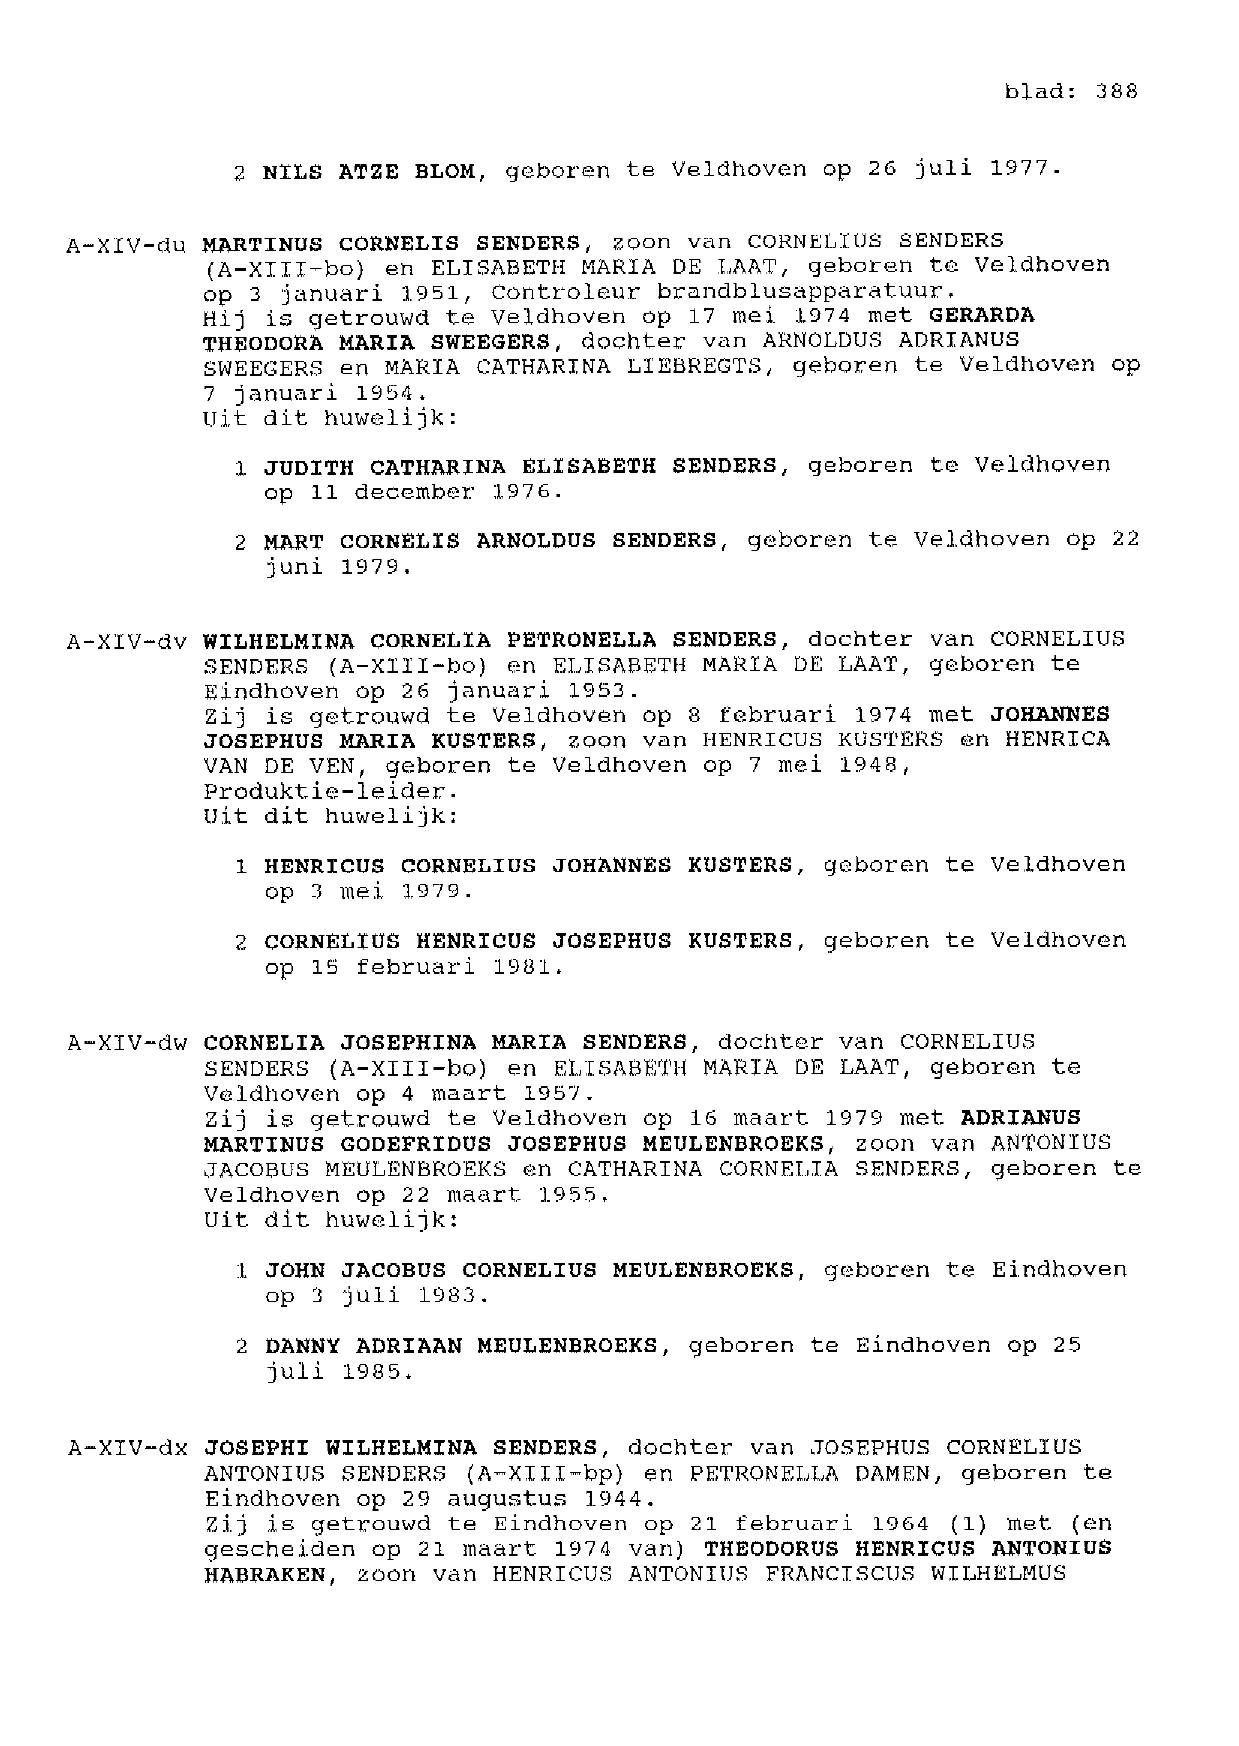 blad: 388
2 NILS ATZE BLOM, geboren te Veldhoven op 26 juli 1977.
A-XIV-du MARTINUS CORNELIS SENDERS, zoon van CORNELIUS SENDERS
(A-XIII-bo) en ELISABETH MARIA DE LAAT, geboren te Veldhoven
op 3 januari 1951, Controleur brandblusapparatuur.
Hij is getrouwd te Veldhoven op 17 mei 1974 met GERARDA
THEODORA MARIA SWEEGERS, dochter van ARNOLDUS ADRIANUS
SWEEGERS en MARIA CATHARINA LIEBREGTS, geboren te Veldhoven op
7 januari 1954.
Uit dit huwelijk:
1 JUDITH CATHARINA ELISABETH SENDERS, geboren te Veldhoven
op 11 december 1976.
2 MART CORNELIS ARNOLDUS SENDERS, geboren te Veldhoven op 22
juni 1979.
A-XIV-dv WILHELMINA CORNELIA PETRONELLA SENDERS, dochter van CORNELIUS
SENDERS (A-XIII-bo) en ELISABETH MARIA DE LAAT, geboren te
Eindhoven op 26 januari 1953.
Zij is getrouwd te Veldhoven op 8 februari 1974 met JOHANNES
JOSEPHUS MARIA KUSTERS, zoon van HENRICUS KUSTERS en HENRICA
VAN DE VEN, geboren te Veldhoven op 7 mei 1948,
Produktie-leider.
Uit dit huwelijk:
1 HENRICUS CORNELIUS JOHANNES KUSTERS, geboren te Veldhoven
op 3 mei 1979.
2 CORNELIUS HENRICUS JOSEPHUS KUSTERS, geboren te Veldhoven
op 15 februari 1981.
A-XIV-dw CORNELIA JOSEPHINA MARIA SENDERS, dochter van CORNELIUS
SENDERS (A-XIII-bo) en ELISABETH MARIA DE LAAT, geboren te
Veldhoven op 4 maart 1957.
Zij is getrouwd te Veldhoven op 16 maart 1979 met ADRIANUS
MARTINUS GODEFRIDUS JOSEPHUS MEULENBROEKS, zoon van ANTONIUS
JACOBUS MEULENBROEKS en CATHARINA CORNELIA SENDERS, geboren te
Veldhoven op 22 maart 1955.
Uit dit huwelijk:
1 JOHN JACOBUS CORNELIUS MEULENBROEKS, geboren te Eindhoven
op 3 juli 1983.
2 DANNY ADRIAAN MEULENBROEKS, geboren te Eindhoven op 25
juli 1985.
A-XIV-dx JOSEPHI WILHELMINA SENDERS, dochter van JOSEPHUS CORNELIUS
ANTONIUS SENDERS (A-XIII-bp) en PETRONELLA DAMEN, geboren te
Eindhoven op 29 augustus 1944.
Zij is getrouwd te Eindhoven op 21 februari 1964 (1) met (en
gescheiden op 21 maart 1974 van) THEODORUS HENRICUS ANTONIUS
HABRAKEN, zoon van HENRICUS ANTONIUS FRANCISCUS WILHELMUS